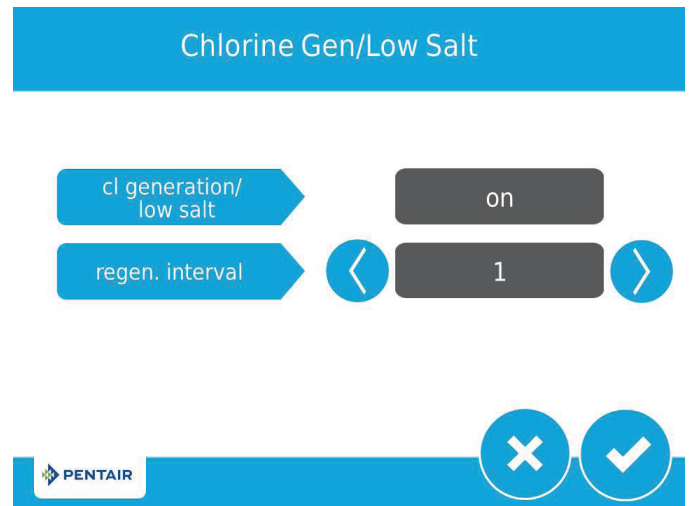 Chlorine Gen/Low Salt
cl generation/
low salt
on
regen. interval
1
PENTAIR